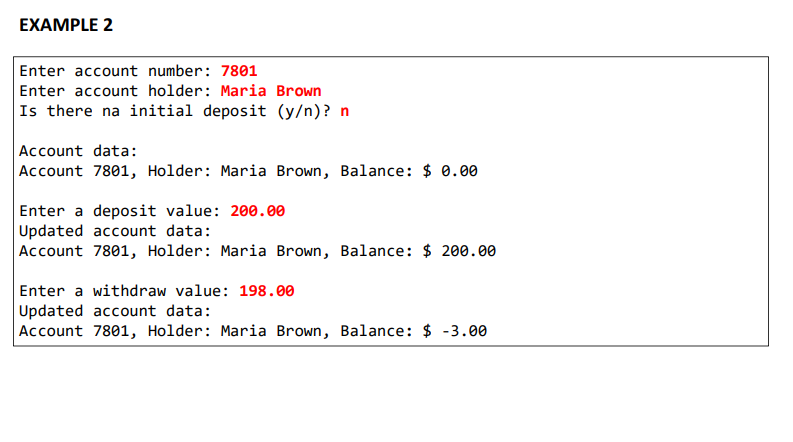 EXAMPLE 2
Enter account number: 7801
Enter account holder: Maria Brown
Is there na initial deposit (y/n)? n
Account data:
Account 7801, Holder: Maria Brown, Balance: $ 0.00
Enter a deposit value: 200.00
Updated account data:
Account 7801, Holder: Maria Brown, Balance: $ 200.00
Enter a withdraw value: 198.00
Updated account data:
Account 7801, Holder: Maria Brown, Balance: $ -3.00